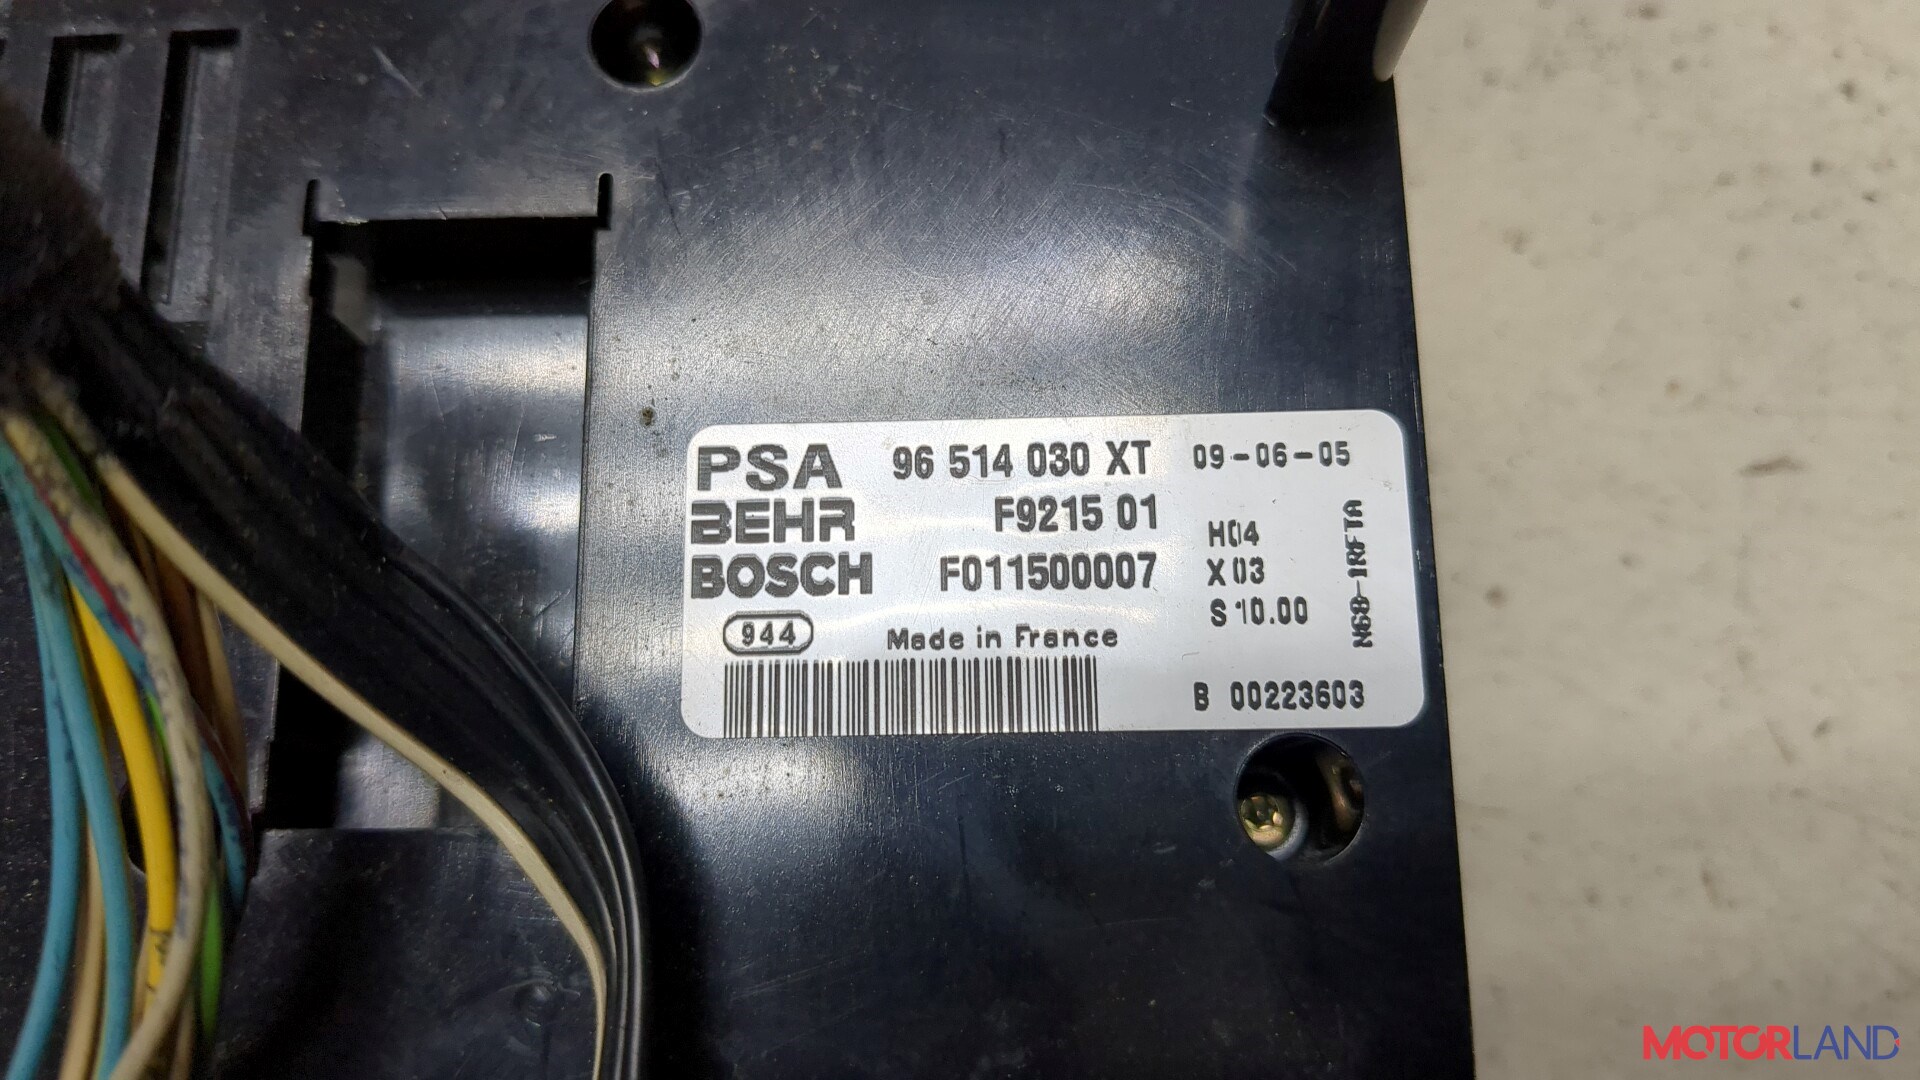 PSA 96 514 030 XT 09-06-05
BEHR F9215 01
H04
BOSCH F011500007
X03
S 10.00
N68-1RFTA
944 Made in France
B 00223603
MOTORLAND